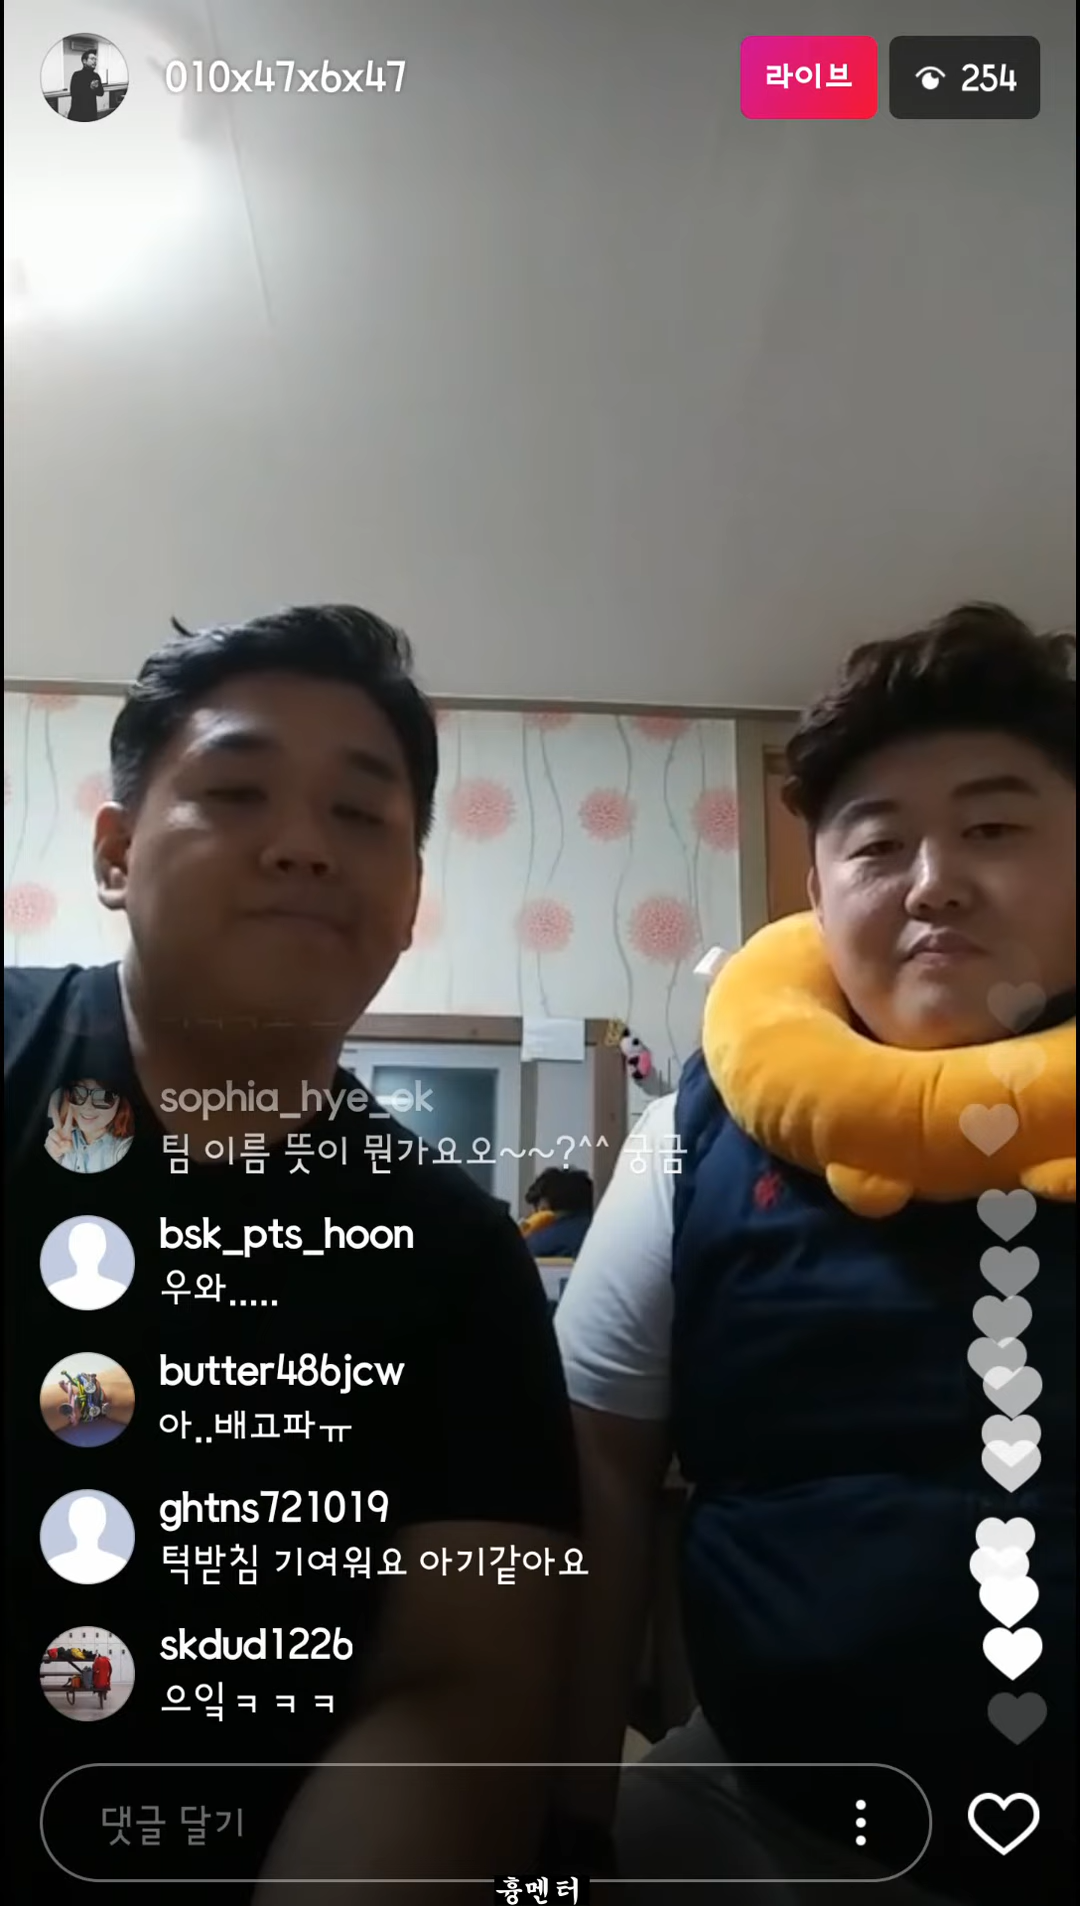 010x47x6x47
라이브
254
sophia_hye_ok
팀 이름 뜻이 뭔가요오~~?^^ 궁금
bsk_pts_hoon
우와.....
butter486jcw
아..배고파ㅠ
ghtns721019
턱받침 기여워요 아기같아요
skdud1226
으잌ㅋㅋㅋ
댓글 달기
흥멘터